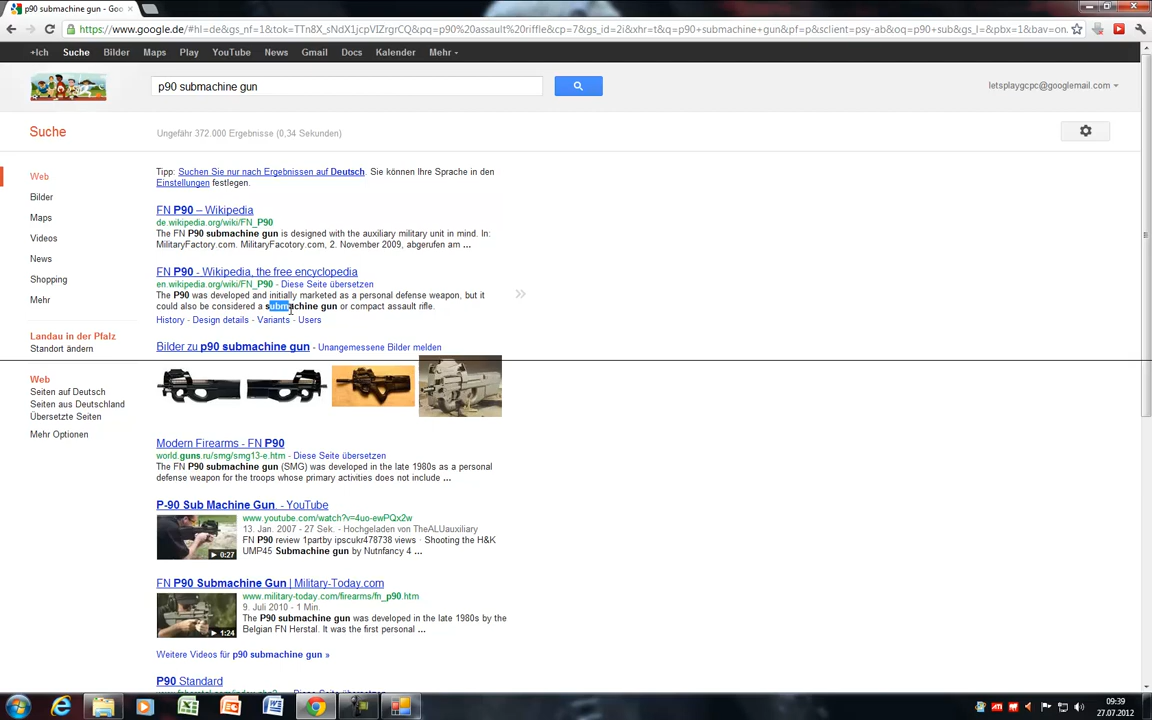 p90 submachine gun - Goo
https://www.google.de/#hl=de&gs_nf=1&tok=TTn8X_sNdX1jcpVIZrgrCQ&pq=p90%20assault%20riffle&cp=7&gs_id=2i&xhr=t&q=p90+submachine+gun&pf=p&sclient=psy-ab&oq=p90+sub&gs_l=&pbx=1&bav=on.
+Ich Suche Bilder Maps Play YouTube News Gmail Docs Kalender Mehr
p90 submachine gun
letsplaygcpc@googlemail.com
Suche
Ungefähr 372.000 Ergebnisse (0,34 Sekunden)
Web
Bilder
Maps
Videos
News
Shopping
Mehr
Landau in der Pfalz
Standort ändern
Web
Seiten auf Deutsch
Seiten aus Deutschland
Übersetzte Seiten
Mehr Optionen
Tipp: Suchen Sie nur nach Ergebnissen auf Deutsch. Sie können Ihre Sprache in den
Einstellungen festlegen.
FN P90 – Wikipedia
de.wikipedia.org/wiki/FN_P90
The FN P90 submachine gun is designed with the auxiliary military unit in mind. In:
MilitaryFactory.com. MilitaryFacotory.com, 2. November 2009, abgerufen am ...
FN P90 - Wikipedia, the free encyclopedia
en.wikipedia.org/wiki/FN_P90 - Diese Seite übersetzen
The P90 was developed and initially marketed as a personal defense weapon, but it
could also be considered a submachine gun or compact assault rifle.
History - Design details - Variants - Users
Bilder zu p90 submachine gun - Unangemessene Bilder melden
Modern Firearms - FN P90
world.guns.ru/smg/smg13-e.htm - Diese Seite übersetzen
The FN P90 submachine gun (SMG) was developed in the late 1980s as a personal
defense weapon for the troops whose primary activities does not include ...
P-90 Sub Machine Gun. - YouTube
www.youtube.com/watch?v=4uo-ewPQx2w
13. Jan. 2007 - 27 Sek. - Hochgeladen von TheALUauxiliary
FN P90 review 1partby ipscukr478738 views · Shooting the H&K
UMP45 Submachine gun by Nutnfancy 4 ...
0:27
FN P90 Submachine Gun | Military-Today.com
www.military-today.com/firearms/fn_p90.htm
9. Juli 2010 - 1 Min.
The P90 submachine gun was developed in the late 1980s by the
Belgian FN Herstal. It was the first personal ...
1:24
Weitere Videos für p90 submachine gun »
P90 Standard
09:39
27.07.2012